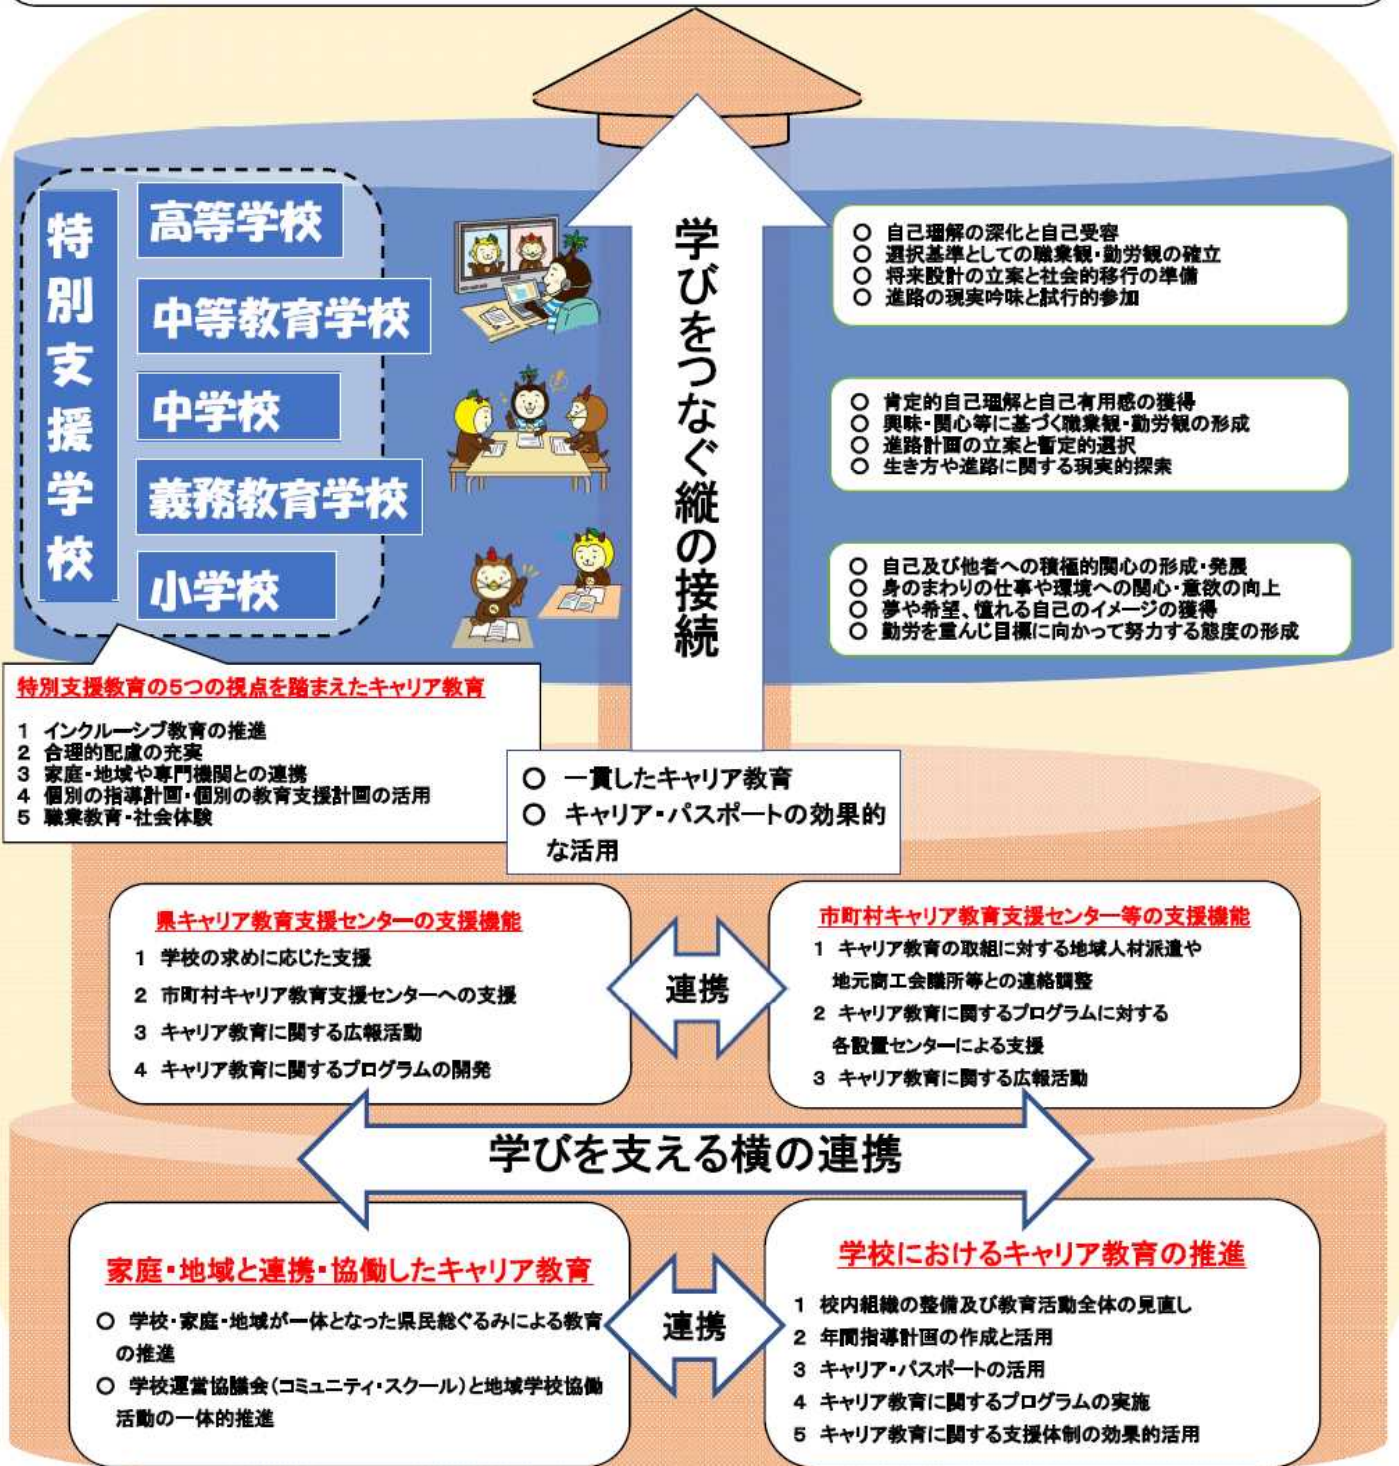 特別支援学校
高等学校
中等教育学校
中学校
義務教育学校
小学校
学びをつなぐ縦の接続
○ 自己理解の深化と自己受容
○ 選択基準としての職業観・勤労観の確立
○ 将来設計の立案と社会的移行の準備
○ 進路の現実吟味と試行的参加
○ 肯定的自己理解と自己有用感の獲得
○ 興味・関心等に基づく職業観・勤労観の形成
○ 進路計画の立案と暫定的選択
○ 生き方や進路に関する現実的探索
○ 自己及び他者への積極的関心の形成・発展
○ 身のまわりの仕事や環境への関心・意欲の向上
○ 夢や希望、憧れる自己のイメージの獲得
○ 勤労を重んじ目標に向かって努力する態度の形成
特別支援教育の5つの視点を踏まえたキャリア教育
1 インクルーシブ教育の推進
2 合理的配慮の充実
3 家庭・地域や専門機関との連携
4 個別の指導計画・個別の教育支援計画の活用
5 職業教育・社会体験
○ 一貫したキャリア教育
○ キャリア・パスポートの効果的
な活用
県キャリア教育支援センターの支援機能
1 学校の求めに応じた支援
2 市町村キャリア教育支援センターへの支援
3 キャリア教育に関する広報活動
4 キャリア教育に関するプログラムの開発
連携
市町村キャリア教育支援センター等の支援機能
1 キャリア教育の取組に対する地域人材派遣や
地元商工会議所等との連絡調整
2 キャリア教育に関するプログラムに対する
各設置センターによる支援
3 キャリア教育に関する広報活動
学びを支える横の連携
家庭・地域と連携・協働したキャリア教育
○ 学校・家庭・地域が一体となった県民総ぐるみによる教育
の推進
○ 学校運営協議会(コミュニティ・スクール)と地域学校協働
活動の一体的推進
連携
学校におけるキャリア教育の推進
1 校内組織の整備及び教育活動全体の見直し
2 年間指導計画の作成と活用
3 キャリア・パスポートの活用
4 キャリア教育に関するプログラムの実施
5 キャリア教育に関する支援体制の効果的活用